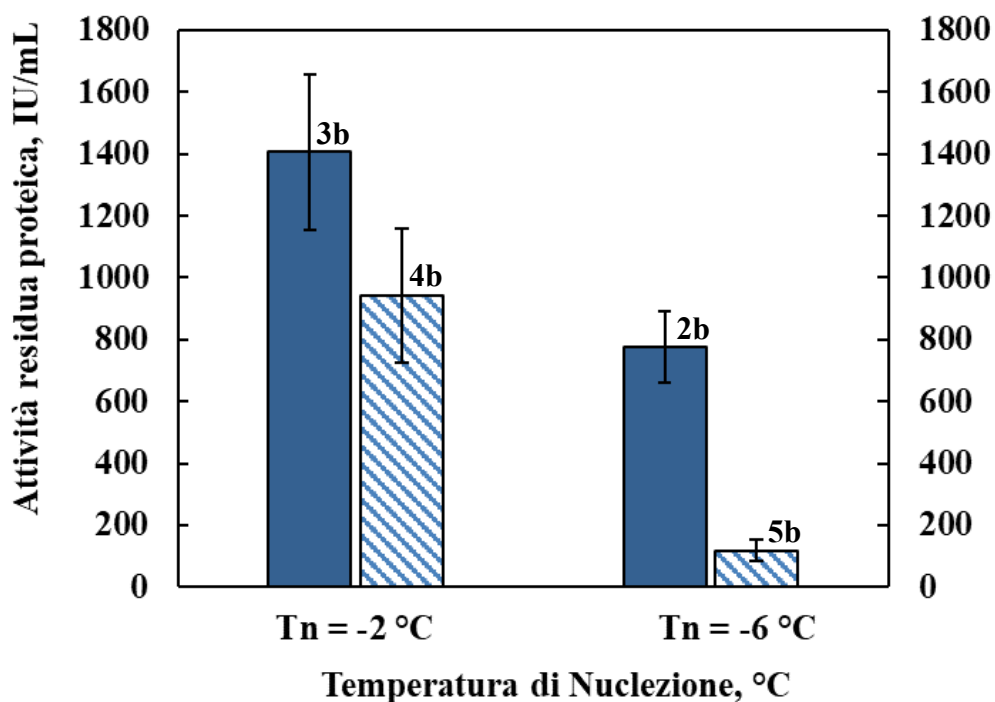 Attività residua proteica, IU/mL
1800
1600
1400
1200
1000
800
600
400
200
0
1800
1600
1400
1200
1000
800
600
400
200
0
3b
4b
2b
5b
Tn = -2 °C
Tn = -6 °C
Temperatura di Nuclezione, °C